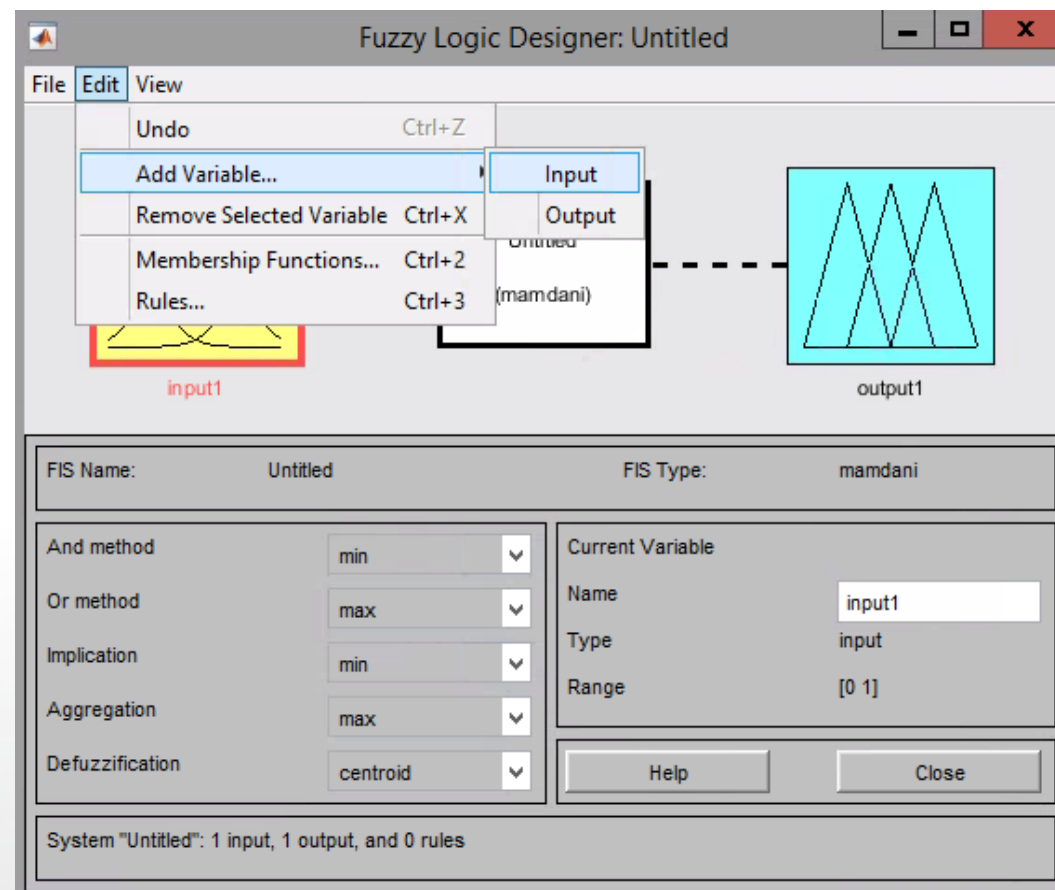 Fuzzy Logic Designer: Untitled
File Edit View
Undo Ctrl+Z
Add Variable...
Remove Selected Variable Ctrl+X
Membership Functions... Ctrl+2
Rules... Ctrl+3
Input
Output
Untitled
(mamdani)
input1
output1
FIS Name: Untitled
FIS Type: mamdani
And method min
Or method max
Implication min
Aggregation max
Defuzzification centroid
Current Variable
Name input1
Type input
Range [0 1]
Help Close
System "Untitled": 1 input, 1 output, and 0 rules